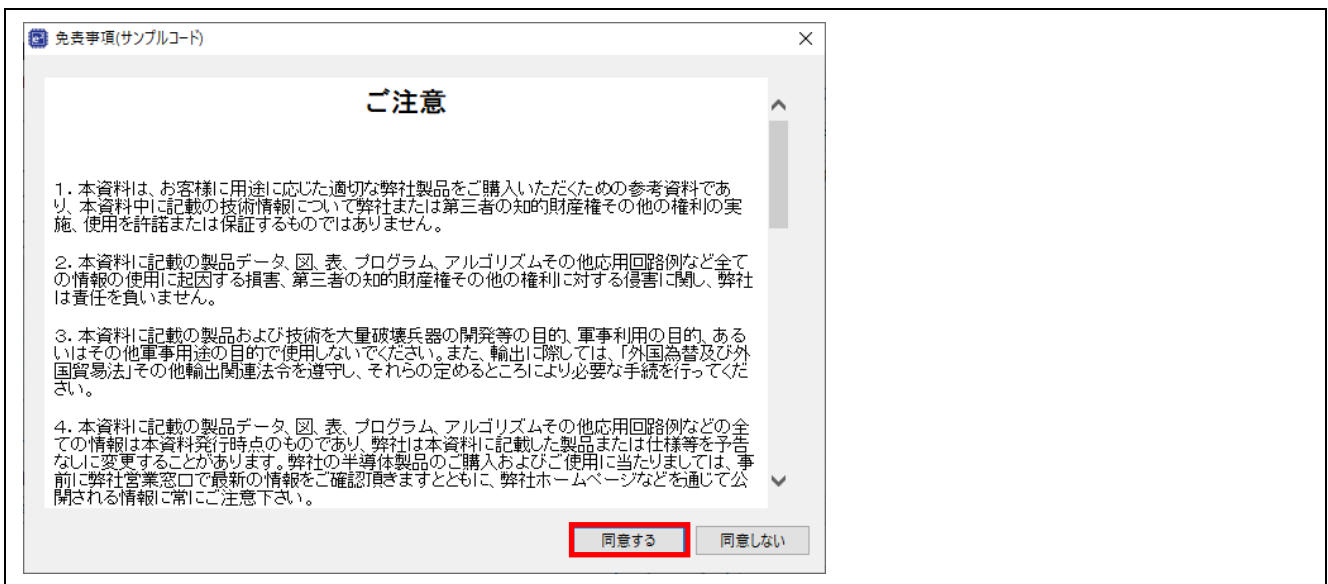 免責事項(サンプルコード)
ご注意
1. 本資料は、お客様に用途に応じた適切な弊社製品をご購入いただくための参考資料であ
り、本資料中に記載の技術情報について弊社または第三者の知的財産権その他の権利の実
施、使用を許諾または保証するものではありません。
2. 本資料に記載の製品データ、図、表、プログラム、アルゴリズムその他応用回路例など全て
の情報の使用に起因する損害、第三者の知的財産権その他の権利に対する侵害に関し、弊社
は責任を負いません。
3. 本資料に記載の製品および技術を大量破壊兵器の開発等の目的、軍事利用の目的、ある
いはその他軍事用途の目的で使用しないでください。また、輸出に際しては、「外国為替及び外
国貿易法」その他輸出関連法令を遵守し、それらの定めるところにより必要な手続を行ってくだ
さい。
4. 本資料に記載の製品データ、図、表、プログラム、アルゴリズムその他応用回路例などの全
ての情報は本資料発行時点のものであり、弊社は本資料に記載した製品または仕様等を予告
なしに変更することがあります。弊社の半導体製品のご購入およびご使用に当たりましては、事
前に弊社営業窓口で最新の情報をご確認頂きますとともに、弊社ホームページなどを通じて公
開される情報に常にご注意下さい。
同意する
同意しない